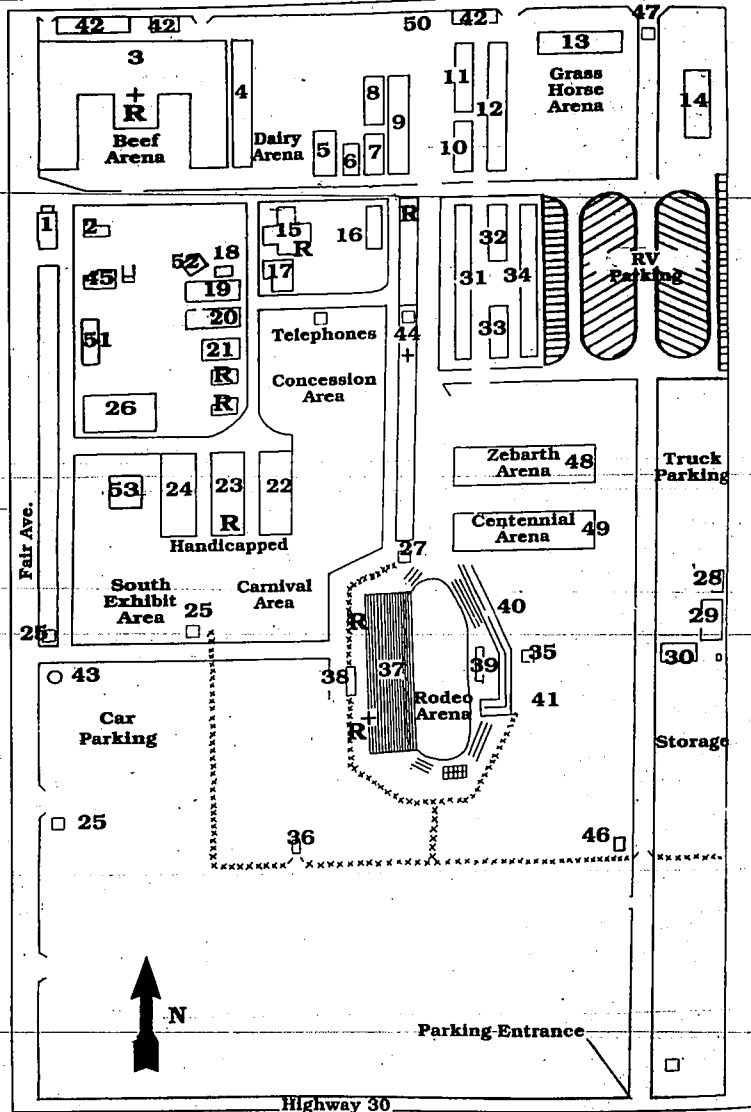 42
42
50
42
47
3
13
Grass
Horse
Arena
4
11
12
14
8
9
R
Beef
Arena
Dairy
Arena
5
6
7
10
1
2
15
R
16
R
32
31
34
RV
Parking
52
18
45
19
17
20
51
21
Telephones
44
33
R
R
Concession
Area
26
Zebarth
Arena
48
Truck
Parking
53
24
23
22
R
Handicapped
Centennial
Arena
49
Fair Ave.
27
28
South
Exhibit
Area
Carnival
Area
25
25
R
40
29
43
38
37
39
35
30
Rodeo
Arena
41
R
Car
Parking
Storage
25
36
46
N
Parking Entrance
Highway 30